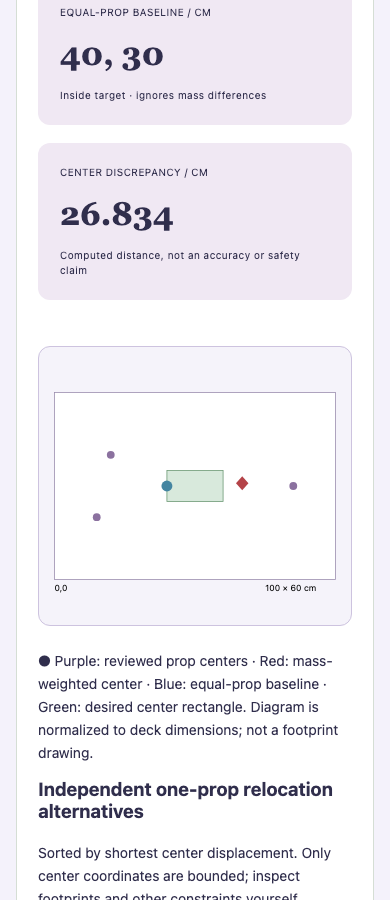 EQUAL-PROP BASELINE / CM
40, 30
Inside target · ignores mass differences
CENTER DISCREPANCY / CM
26.834
Computed distance, not an accuracy or safety
claim
0,0
100 × 60 cm
● Purple: reviewed prop centers · Red: mass-
weighted center · Blue: equal-prop baseline ·
Green: desired center rectangle. Diagram is
normalized to deck dimensions; not a footprint
drawing.
Independent one-prop relocation
alternatives
Sorted by shortest center displacement. Only
center coordinates are bounded; inspect
footprints and other constraints yourself.